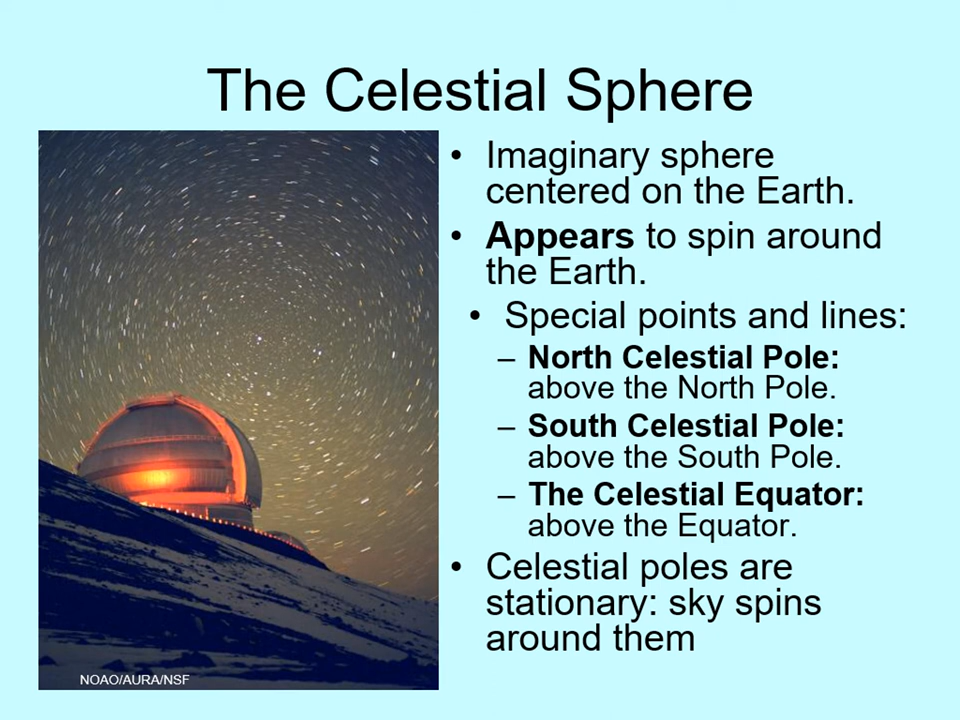 The Celestial Sphere
• Imaginary sphere
centered on the Earth.
• Appears to spin around
the Earth.
• Special points and lines:
– North Celestial Pole:
above the North Pole.
– South Celestial Pole:
above the South Pole.
– The Celestial Equator:
above the Equator.
• Celestial poles are
stationary: sky spins
around them
NOAO/AURA/NSF